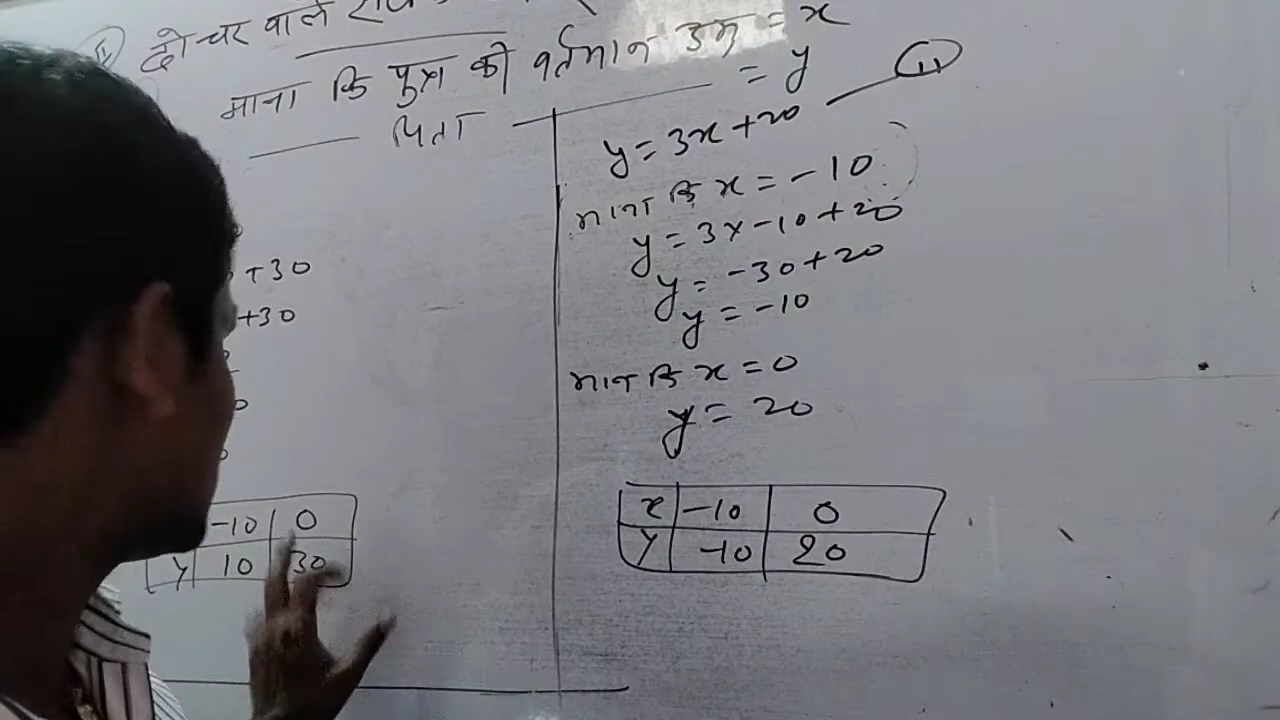 दो चर वाले
माना कि पुत्र की वर्तमान उम्र = x
पिता = y
+30
+30
-10 | 0
y | 10 | 30
y = 3x + 20 — (ii)
माना कि x = -10
y = 3x-10+20
y = -30+20
y = -10
माना कि x = 0
y = 20
x | -10 | 0
y | -10 | 20